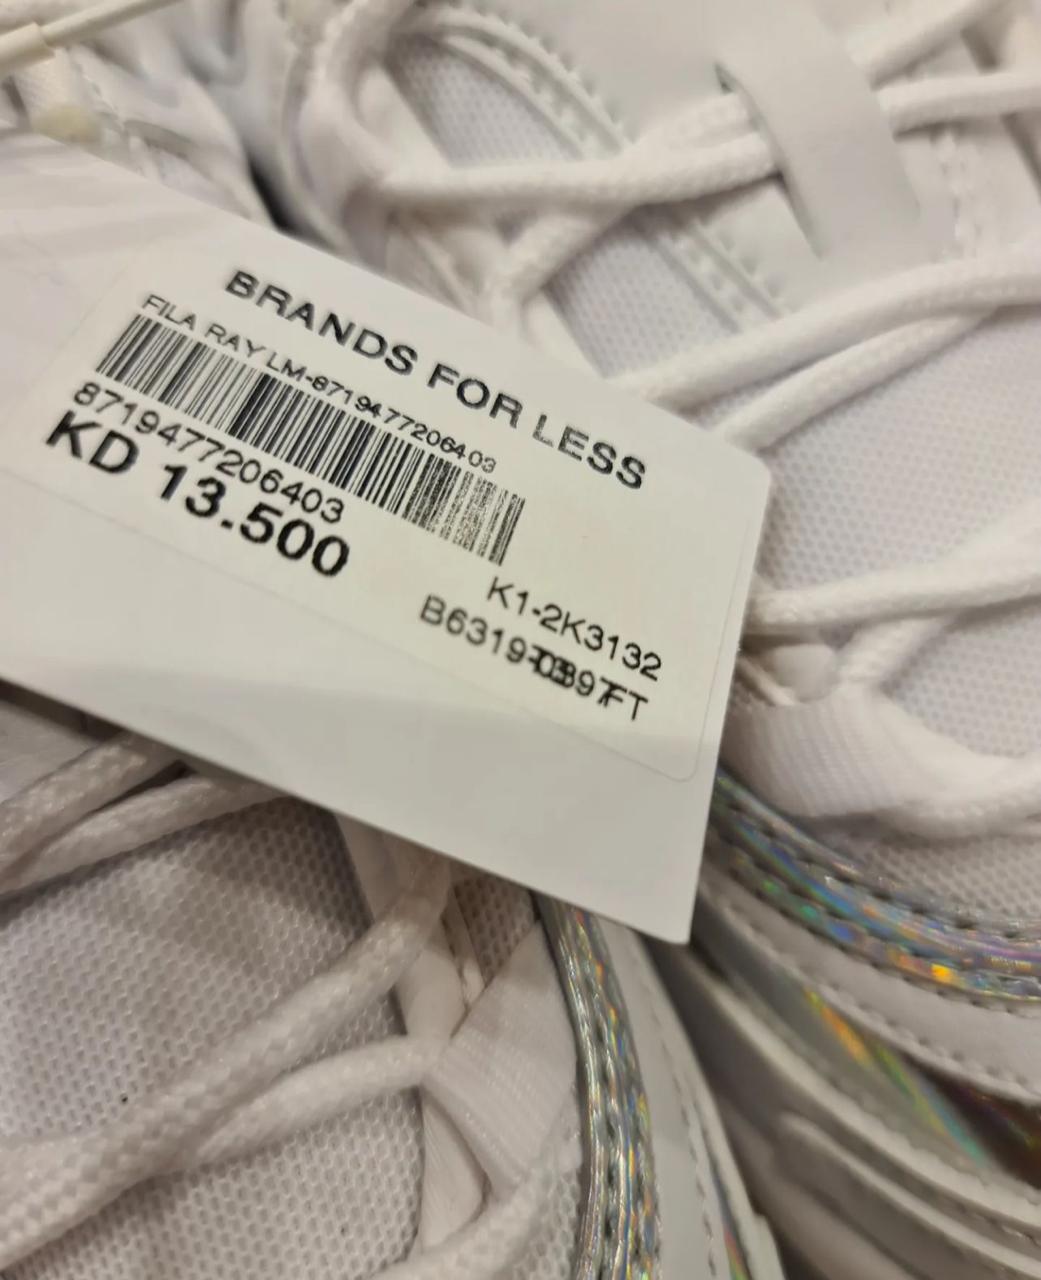 BRANDS FOR LESS
FILA RAY LM-8719477206403
8719477206403
KD 13.500
K1-2K3132